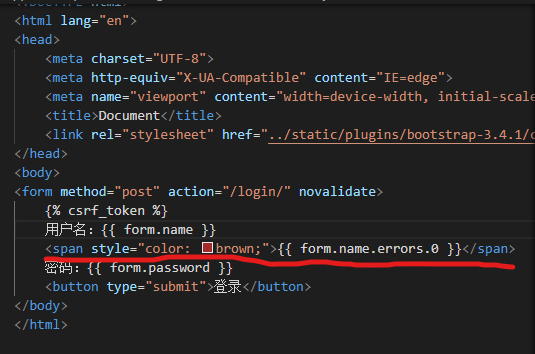 <html lang="en">
<head>
<meta charset="UTF-8">
<meta http-equiv="X-UA-Compatible" content="IE=edge">
<meta name="viewport" content="width=device-width, initial-scale
<title>Document</title>
<link rel="stylesheet" href="../static/plugins/bootstrap-3.4.1/c
</head>
<body>
<form method="post" action="/login/" novalidate>
{% csrf_token %}
用户名：{{ form.name }}
<span style="color: brown;">{{ form.name.errors.0 }}</span>
密码：{{ form.password }}
<button type="submit">登录</button>
</body>
</html>